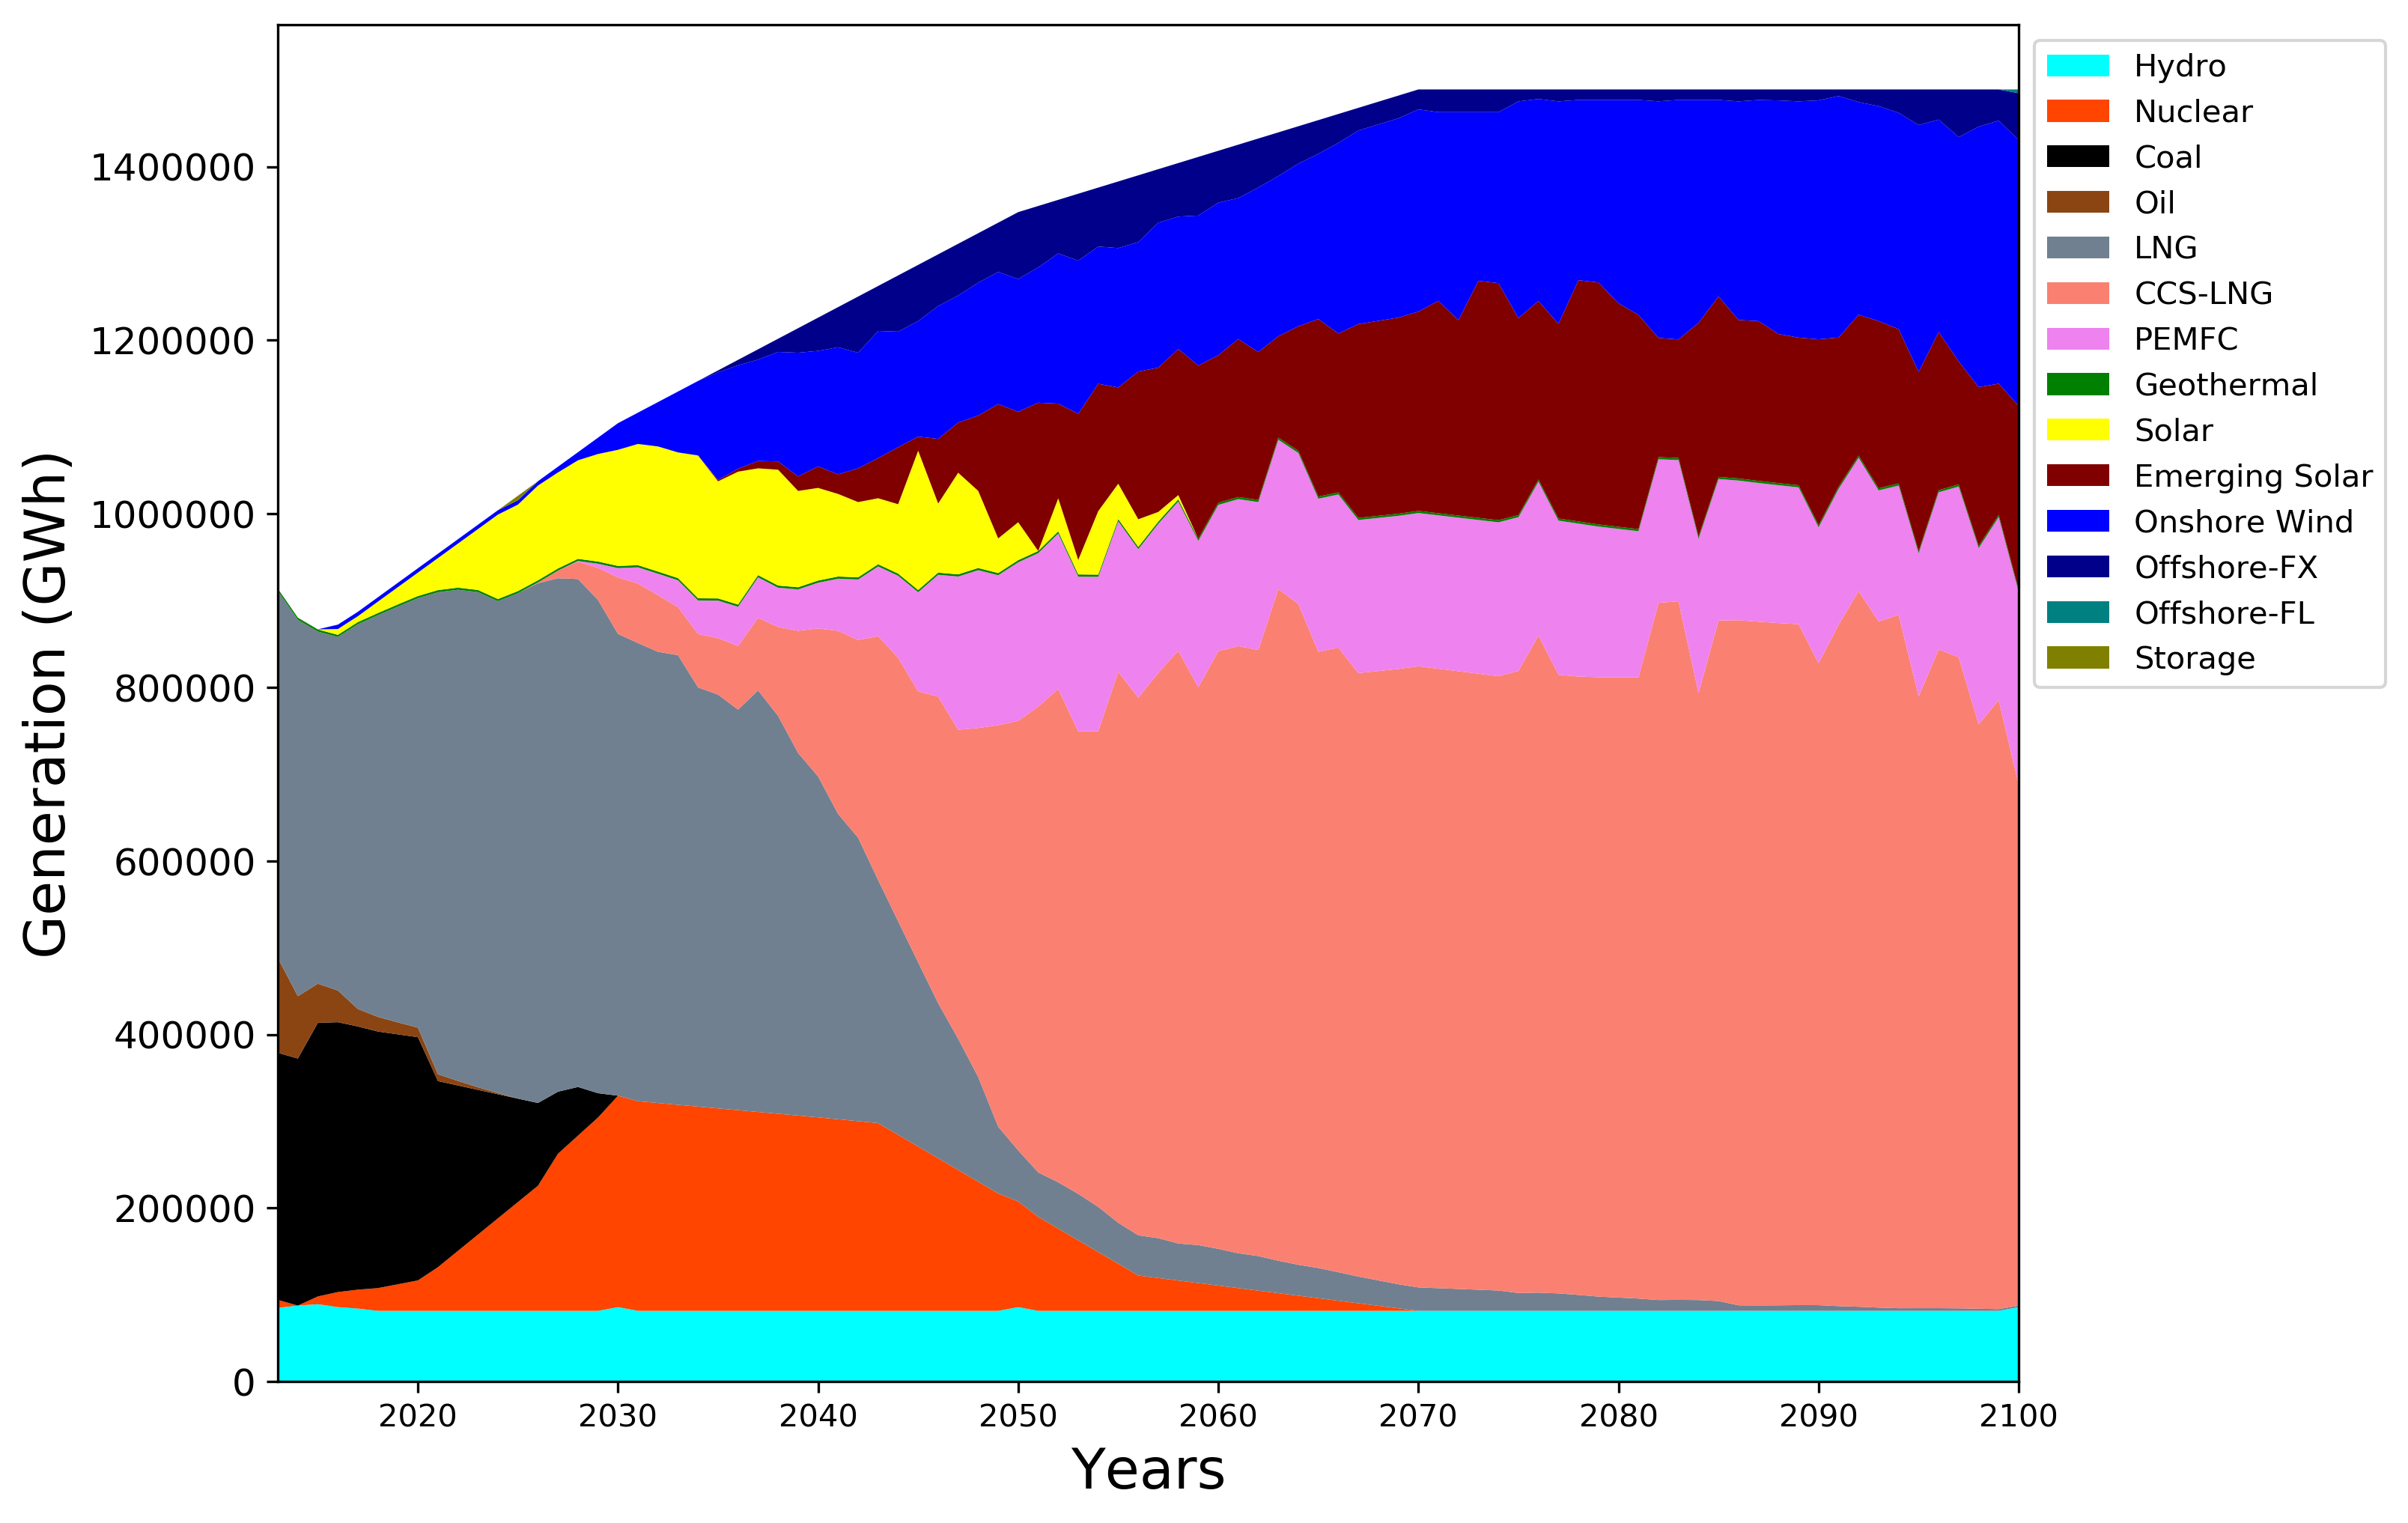 Generation (GWh)
1400000
1200000
1000000
800000
600000
400000
200000
0
2020 2030 2040 2050 2060 2070 2080 2090 2100
Years
Hydro
Nuclear
Coal
Oil
LNG
CCS-LNG
PEMFC
Geothermal
Solar
Emerging Solar
Onshore Wind
Offshore-FX
Offshore-FL
Storage